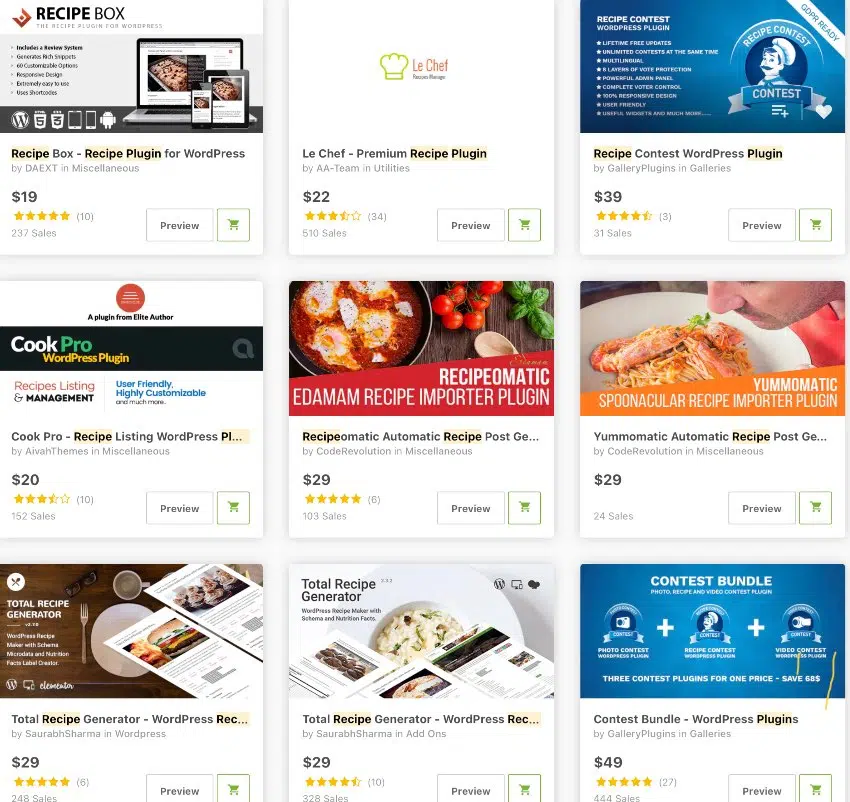 RECIPE BOX
THE RECIPE PLUGIN FOR WORDPRESS
Includes a Review System
Generates Rich Snippets
60 Customizable Options
Responsive Design
Extremely easy to use
Uses Shortcodes
Recipe Box - Recipe Plugin for WordPress
by DAEXT in Miscellaneous
$19
(10)
237 Sales
Preview
Le Chef
Recipes Manager
Le Chef - Premium Recipe Plugin
by AA-Team in Utilities
$22
(34)
510 Sales
Preview
RECIPE CONTEST
WORDPRESS PLUGIN
LIFETIME FREE UPDATES
UNLIMITED CONTESTS AT THE SAME TIME
MULTILINGUAL
8 LAYERS OF VOTE PROTECTION
POWERFUL ADMIN PANEL
COMPLETE VOTER CONTROL
100% RESPONSIVE DESIGN
USER FRIENDLY
USEFUL WIDGETS AND MUCH MORE.....
RECIPE CONTEST
CONTEST
GDPR READY
Recipe Contest WordPress Plugin
by GalleryPlugins in Galleries
$39
(3)
31 Sales
Preview
A plugin from Elite Author
Cook Pro
WordPress Plugin
Recipes Listing
& MANAGEMENT
User Friendly,
Highly Customizable
and much more..
Cook Pro - Recipe Listing WordPress Pl...
by AivahThemes in Miscellaneous
$20
(10)
152 Sales
Preview
RECIPEOMATIC
EDAMAM RECIPE IMPORTER PLUGIN
Recipeomatic Automatic Recipe Post Ge...
by CodeRevolution in Miscellaneous
$29
(6)
103 Sales
Preview
YUMMOMATIC
SPOONACULAR RECIPE IMPORTER PLUGIN
Yummomatic Automatic Recipe Post Ge...
by CodeRevolution in Miscellaneous
$29
24 Sales
Preview
TOTAL RECIPE
GENERATOR
WordPress Recipe
Maker with Schema
Microdata and Nutrition
Facts Label Creator.
elementor
Total Recipe Generator - WordPress Rec...
by SaurabhSharma in Wordpress
$29
(6)
248 Sales
Preview
Total Recipe
Generator
WordPress Recipe Maker with
Schema and Nutrition Facts.
Total Recipe Generator - WordPress Rec...
by SaurabhSharma in Add Ons
$29
(10)
328 Sales
Preview
CONTEST BUNDLE
PHOTO, RECIPE AND VIDEO CONTEST PLUGIN
CONTEST
CONTEST
CONTEST
PHOTO CONTEST
WORDPRESS PLUGIN
RECIPE CONTEST
WORDPRESS PLUGIN
VIDEO CONTEST
WORDPRESS PLUGIN
THREE CONTEST PLUGINS FOR ONE PRICE - SAVE 68$
Contest Bundle - WordPress Plugins
by GalleryPlugins in Galleries
$49
(27)
444 Sales
Preview